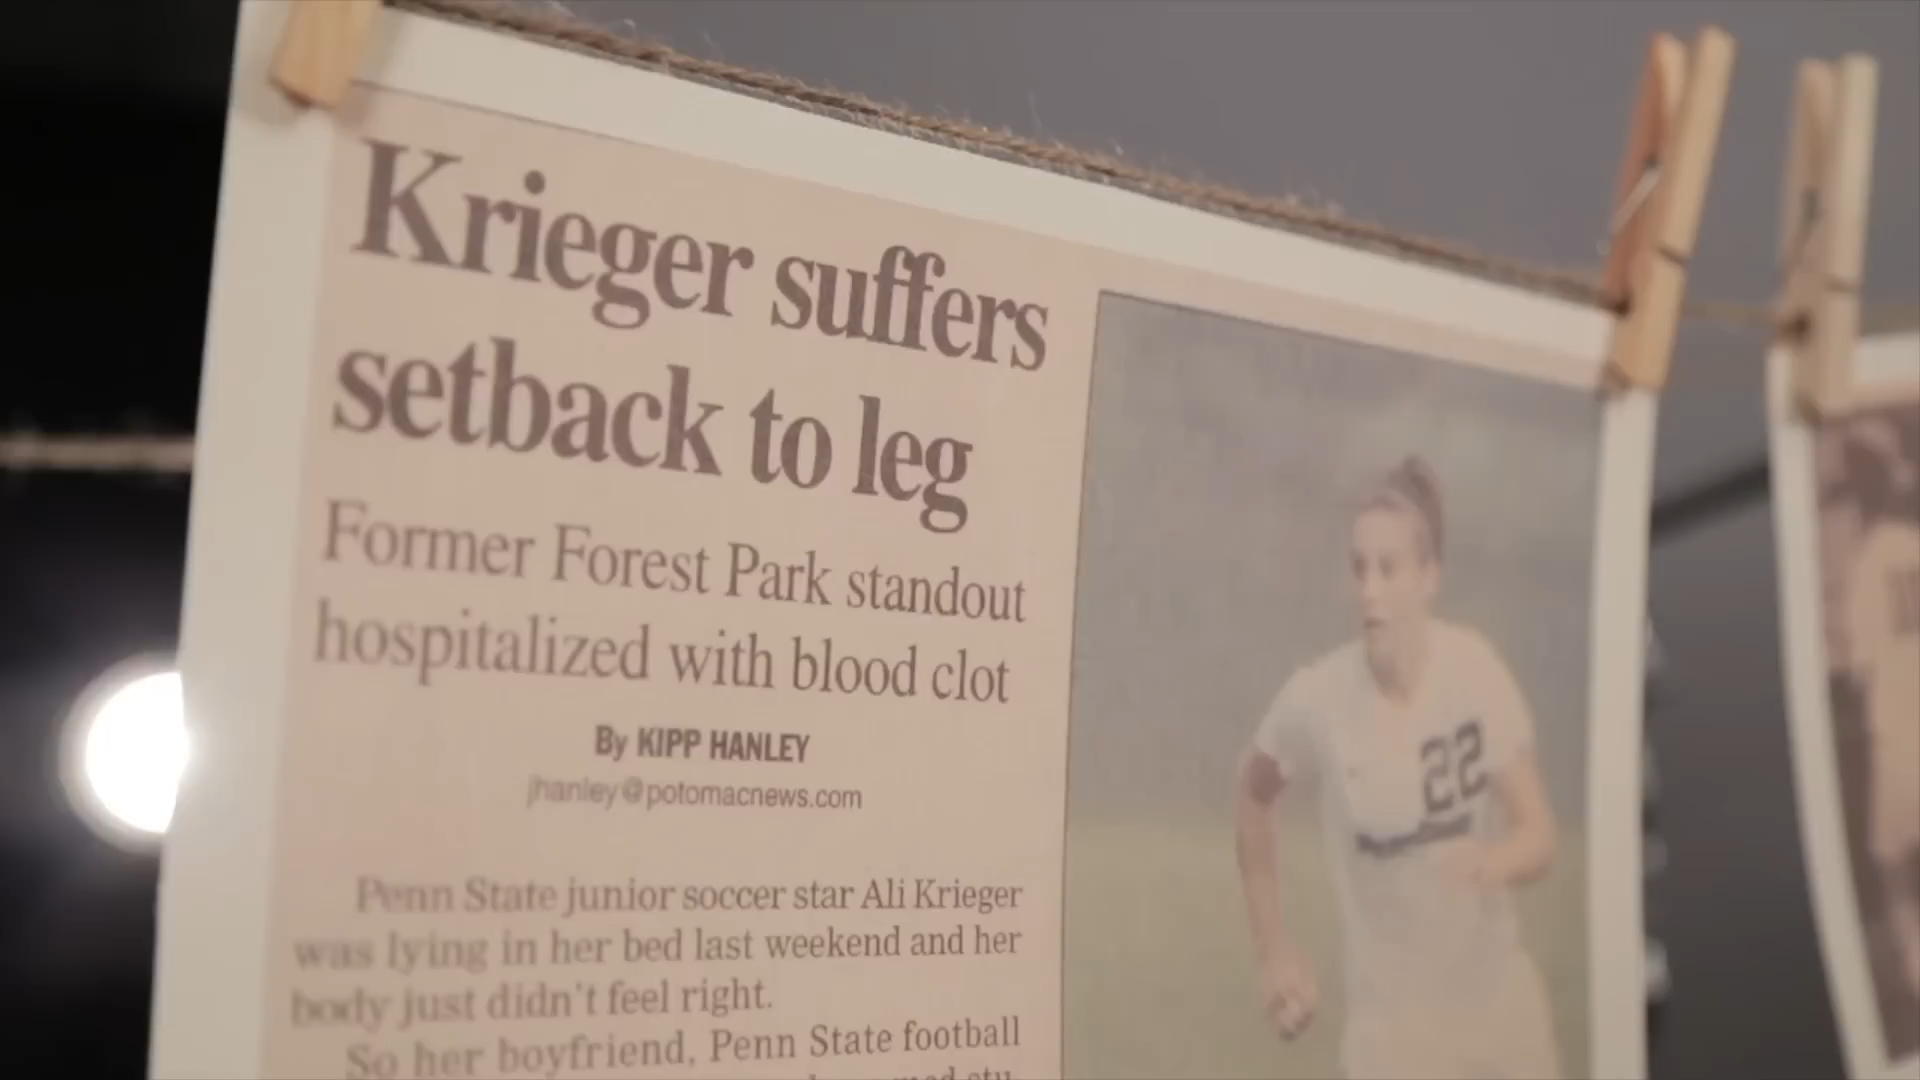 Krieger suffers
setback to leg
Former Forest Park standout
hospitalized with blood clot
By KIPP HANLEY
jhanley@potomacnews.com
Penn State junior soccer star Ali Krieger
was lying in her bed last weekend and her
body just didn't feel right.
So her boyfriend, Penn State football
22